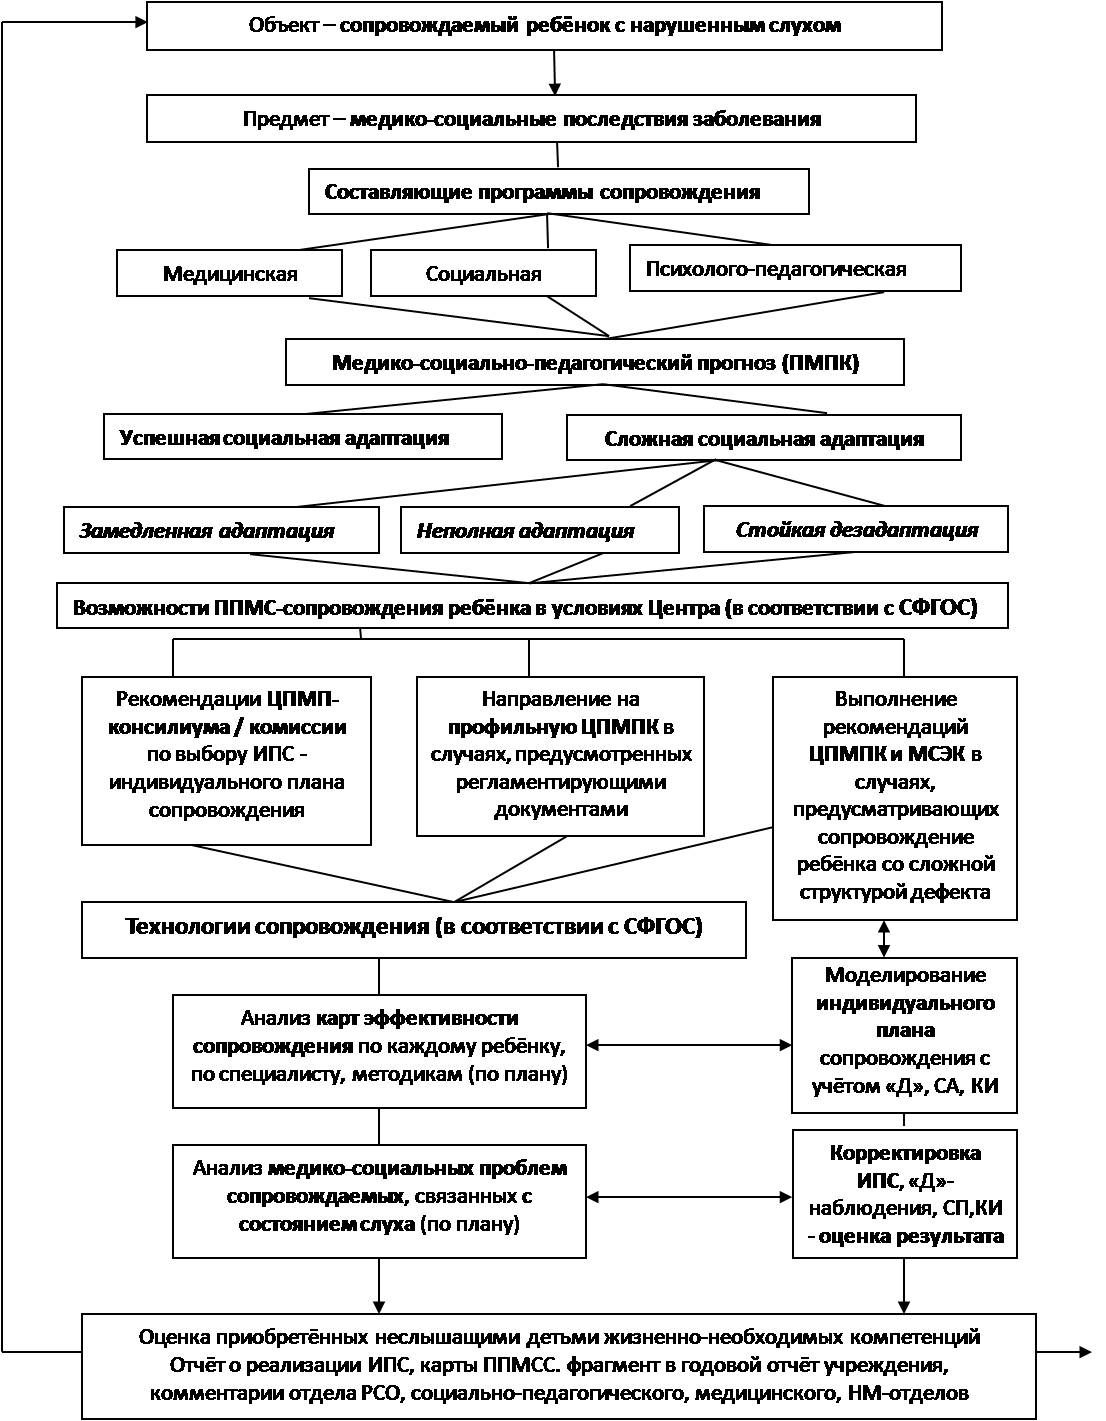 Объект – сопровождаемый ребёнок с нарушенным слухом
Предмет – медико-социальные последствия заболевания
Составляющие программы сопровождения
Медицинская
Социальная
Психолого-педагогическая
Медико-социально-педагогический прогноз (ПМПК)
Успешная социальная адаптация
Сложная социальная адаптация
Замедленная адаптация
Неполная адаптация
Стойкая дезадаптация
Возможности ППМС-сопровождения ребёнка в условиях Центра (в соответствии с СФГОС)
Рекомендации ЦПМП-
консилиума / комиссии
по выбору ИПС -
индивидуального плана
сопровождения
Направление на
профильную ЦПМПК в
случаях, предусмотренных
регламентирующими
документами
Выполнение
рекомендаций
ЦПМПК и МСЭК в
случаях,
предусматривающих
сопровождение
ребёнка со сложной
структурой дефекта
Технологии сопровождения (в соответствии с СФГОС)
Анализ карт эффективности
сопровождения по каждому ребёнку,
по специалисту, методикам (по плану)
Моделирование
индивидуального
плана
сопровождения с
учётом «Д», СА, КИ
Анализ медико-социальных проблем
сопровождаемых, связанных с
состоянием слуха (по плану)
Корректировка
ИПС, «Д»-
наблюдения, СП,КИ
- оценка результата
Оценка приобретённых неслышащими детьми жизненно-необходимых компетенций
Отчёт о реализации ИПС, карты ППМСС. фрагмент в годовой отчёт учреждения,
комментарии отдела РСО, социально-педагогического, медицинского, НМ-отделов